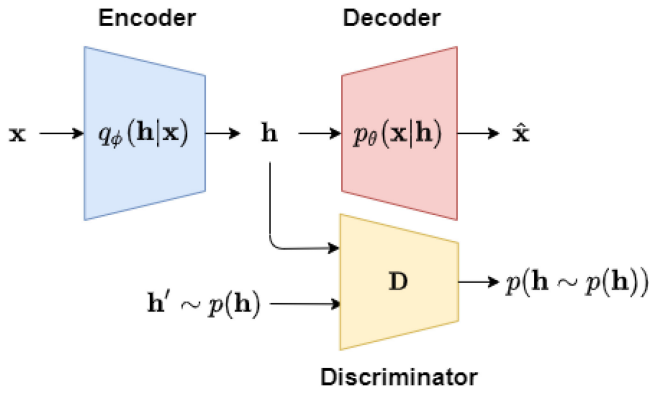 Encoder Decoder
x q_ϕ(h|x) h p_θ(x|h) x̂
D p(h ∼ p(h))
h′ ∼ p(h)
Discriminator